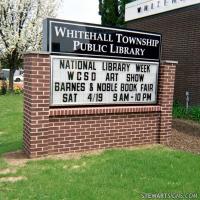 WHITEHALL TOWNSHIP
PUBLIC LIBRARY
NATIONAL LIBRARY WEEK
WCSD ART SHOW
BARNES & NOBLE BOOK FAIR
SAT 4/19 9AM-10PM
STEWARTSIGNS.COM